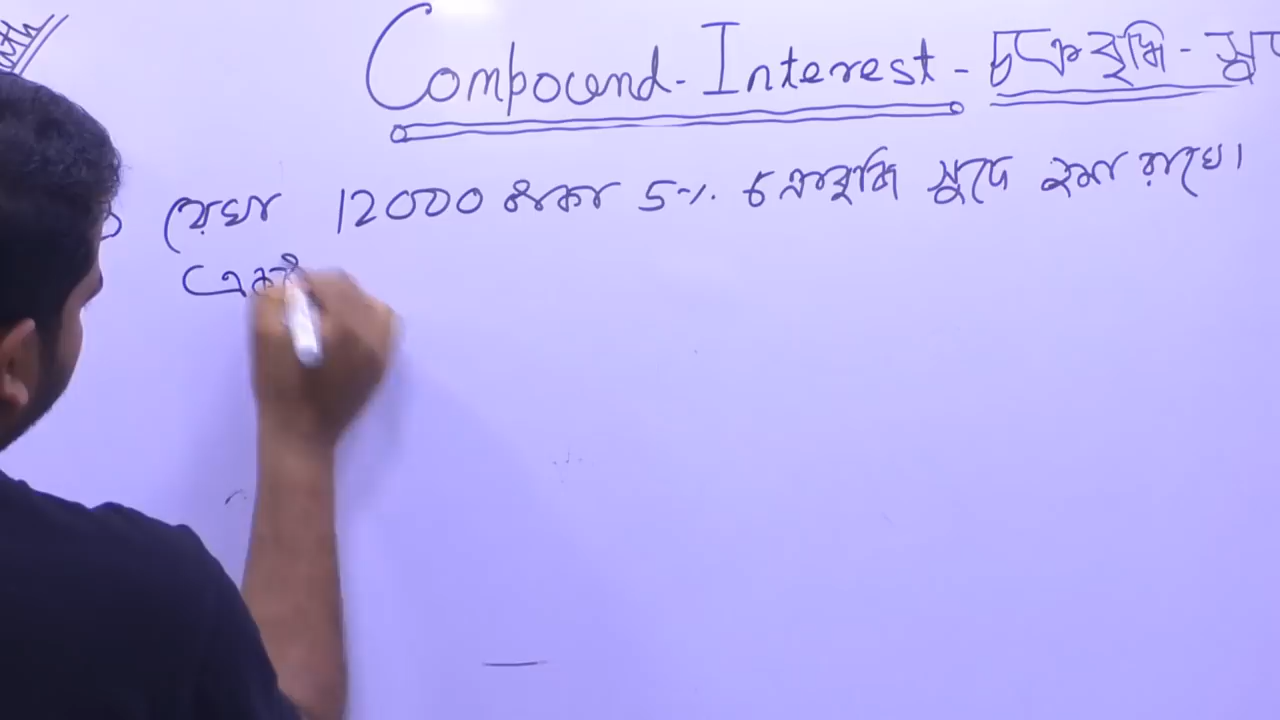 Compound-Interest - চক্রবৃদ্ধি - সুদ
মেঘা 12000 টাকা 5% চক্রবৃদ্ধি সুদে জমা রাখে।